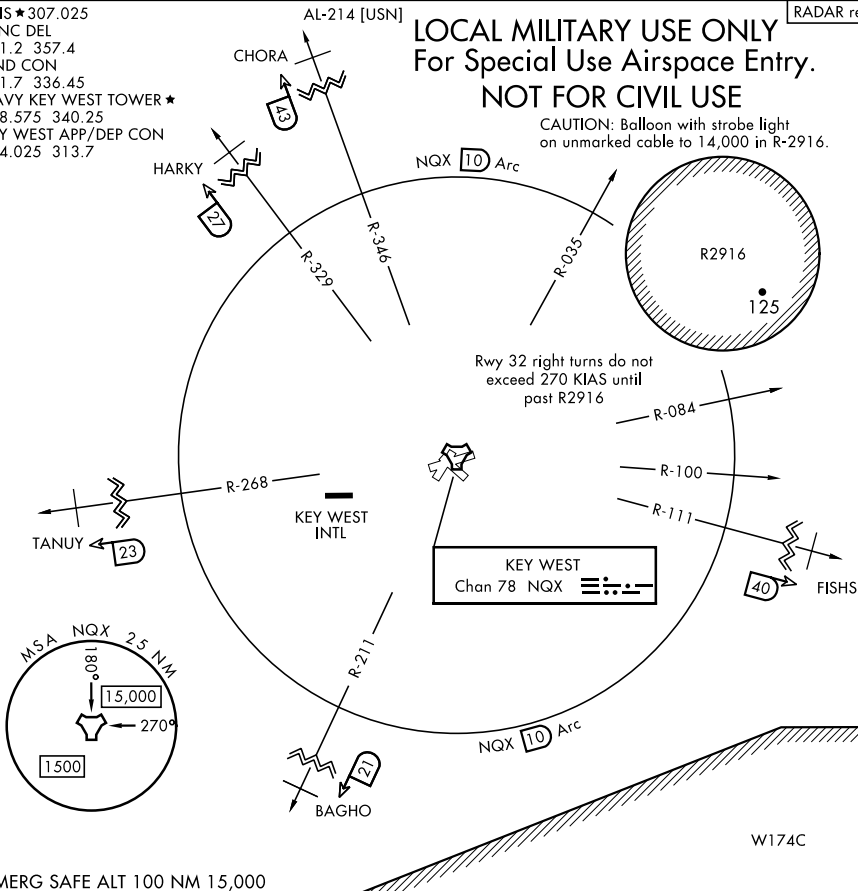 IS★307.025
NC DEL
1.2 357.4
ND CON
1.7 336.45
AVY KEY WEST TOWER★
8.575 340.25
Y WEST APP/DEP CON
4.025 313.7
AL-214 [USN]
RADAR re
LOCAL MILITARY USE ONLY
For Special Use Airspace Entry.
NOT FOR CIVIL USE
CAUTION: Balloon with strobe light
on unmarked cable to 14,000 in R-2916.
CHORA
43
HARKY
27
NQX 10 Arc
R-346
R-329
R-035
R2916
125
Rwy 32 right turns do not
exceed 270 KIAS until
past R2916
R-084
R-100
R-111
R-268
TANUY
23
KEY WEST
INTL
KEY WEST
Chan 78 NQX
40
FISHS
R-211
MSA NQX 25 NM
180°
15,000
270°
1500
NQX 10 Arc
21
BAGHO
W174C
MERG SAFE ALT 100 NM 15,000